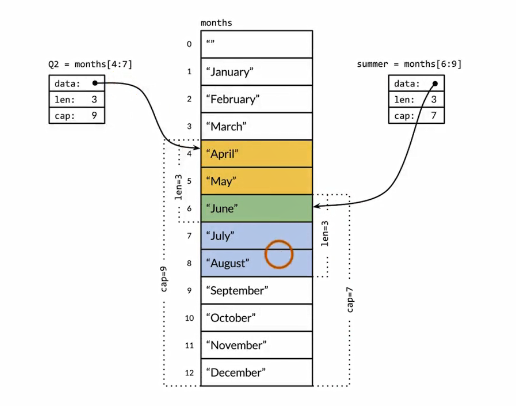 months
Q2 = months[4:7]
data:
len: 3
cap: 9
summer = months[6:9]
data:
len: 3
cap: 7
0 “”
1 “January”
2 “February”
3 “March”
4 “April”
5 “May”
6 “June”
7 “July”
8 “August”
9 “September”
10 “October”
11 “November”
12 “December”
len=3
cap=9
len=3
cap=7